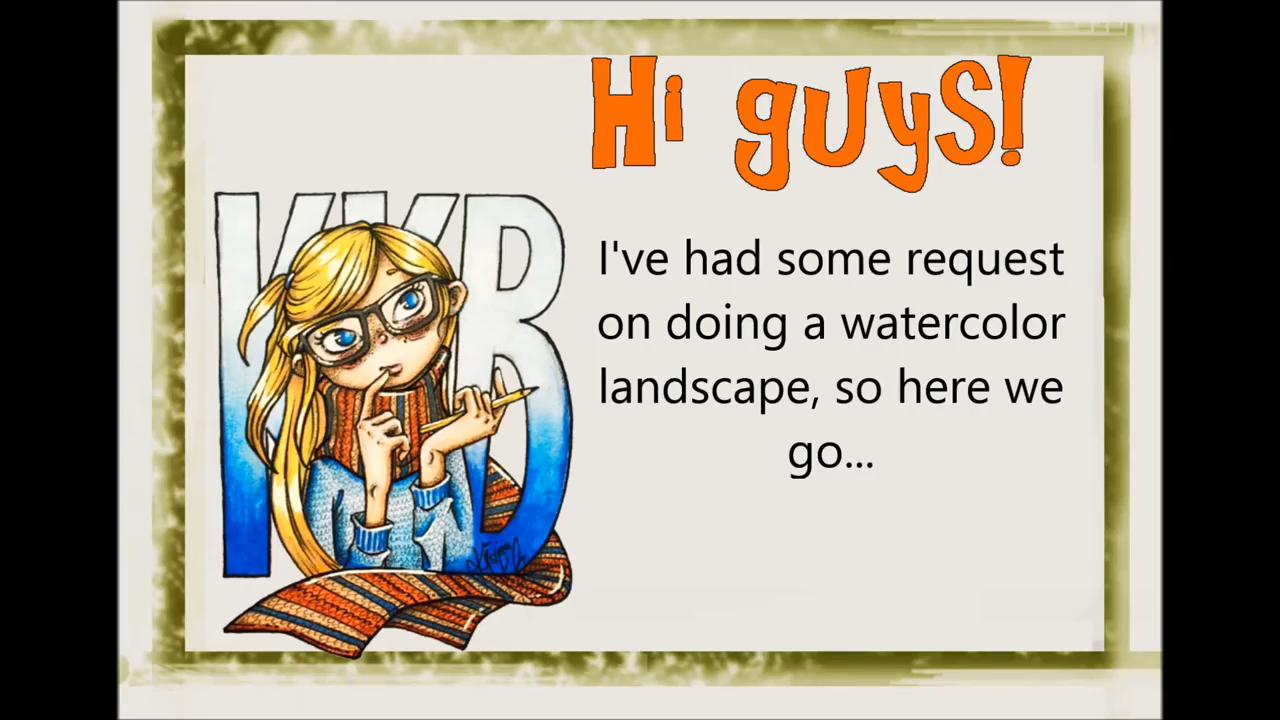 Hi guys!
KKB
I've had some request
on doing a watercolor
landscape, so here we
go...